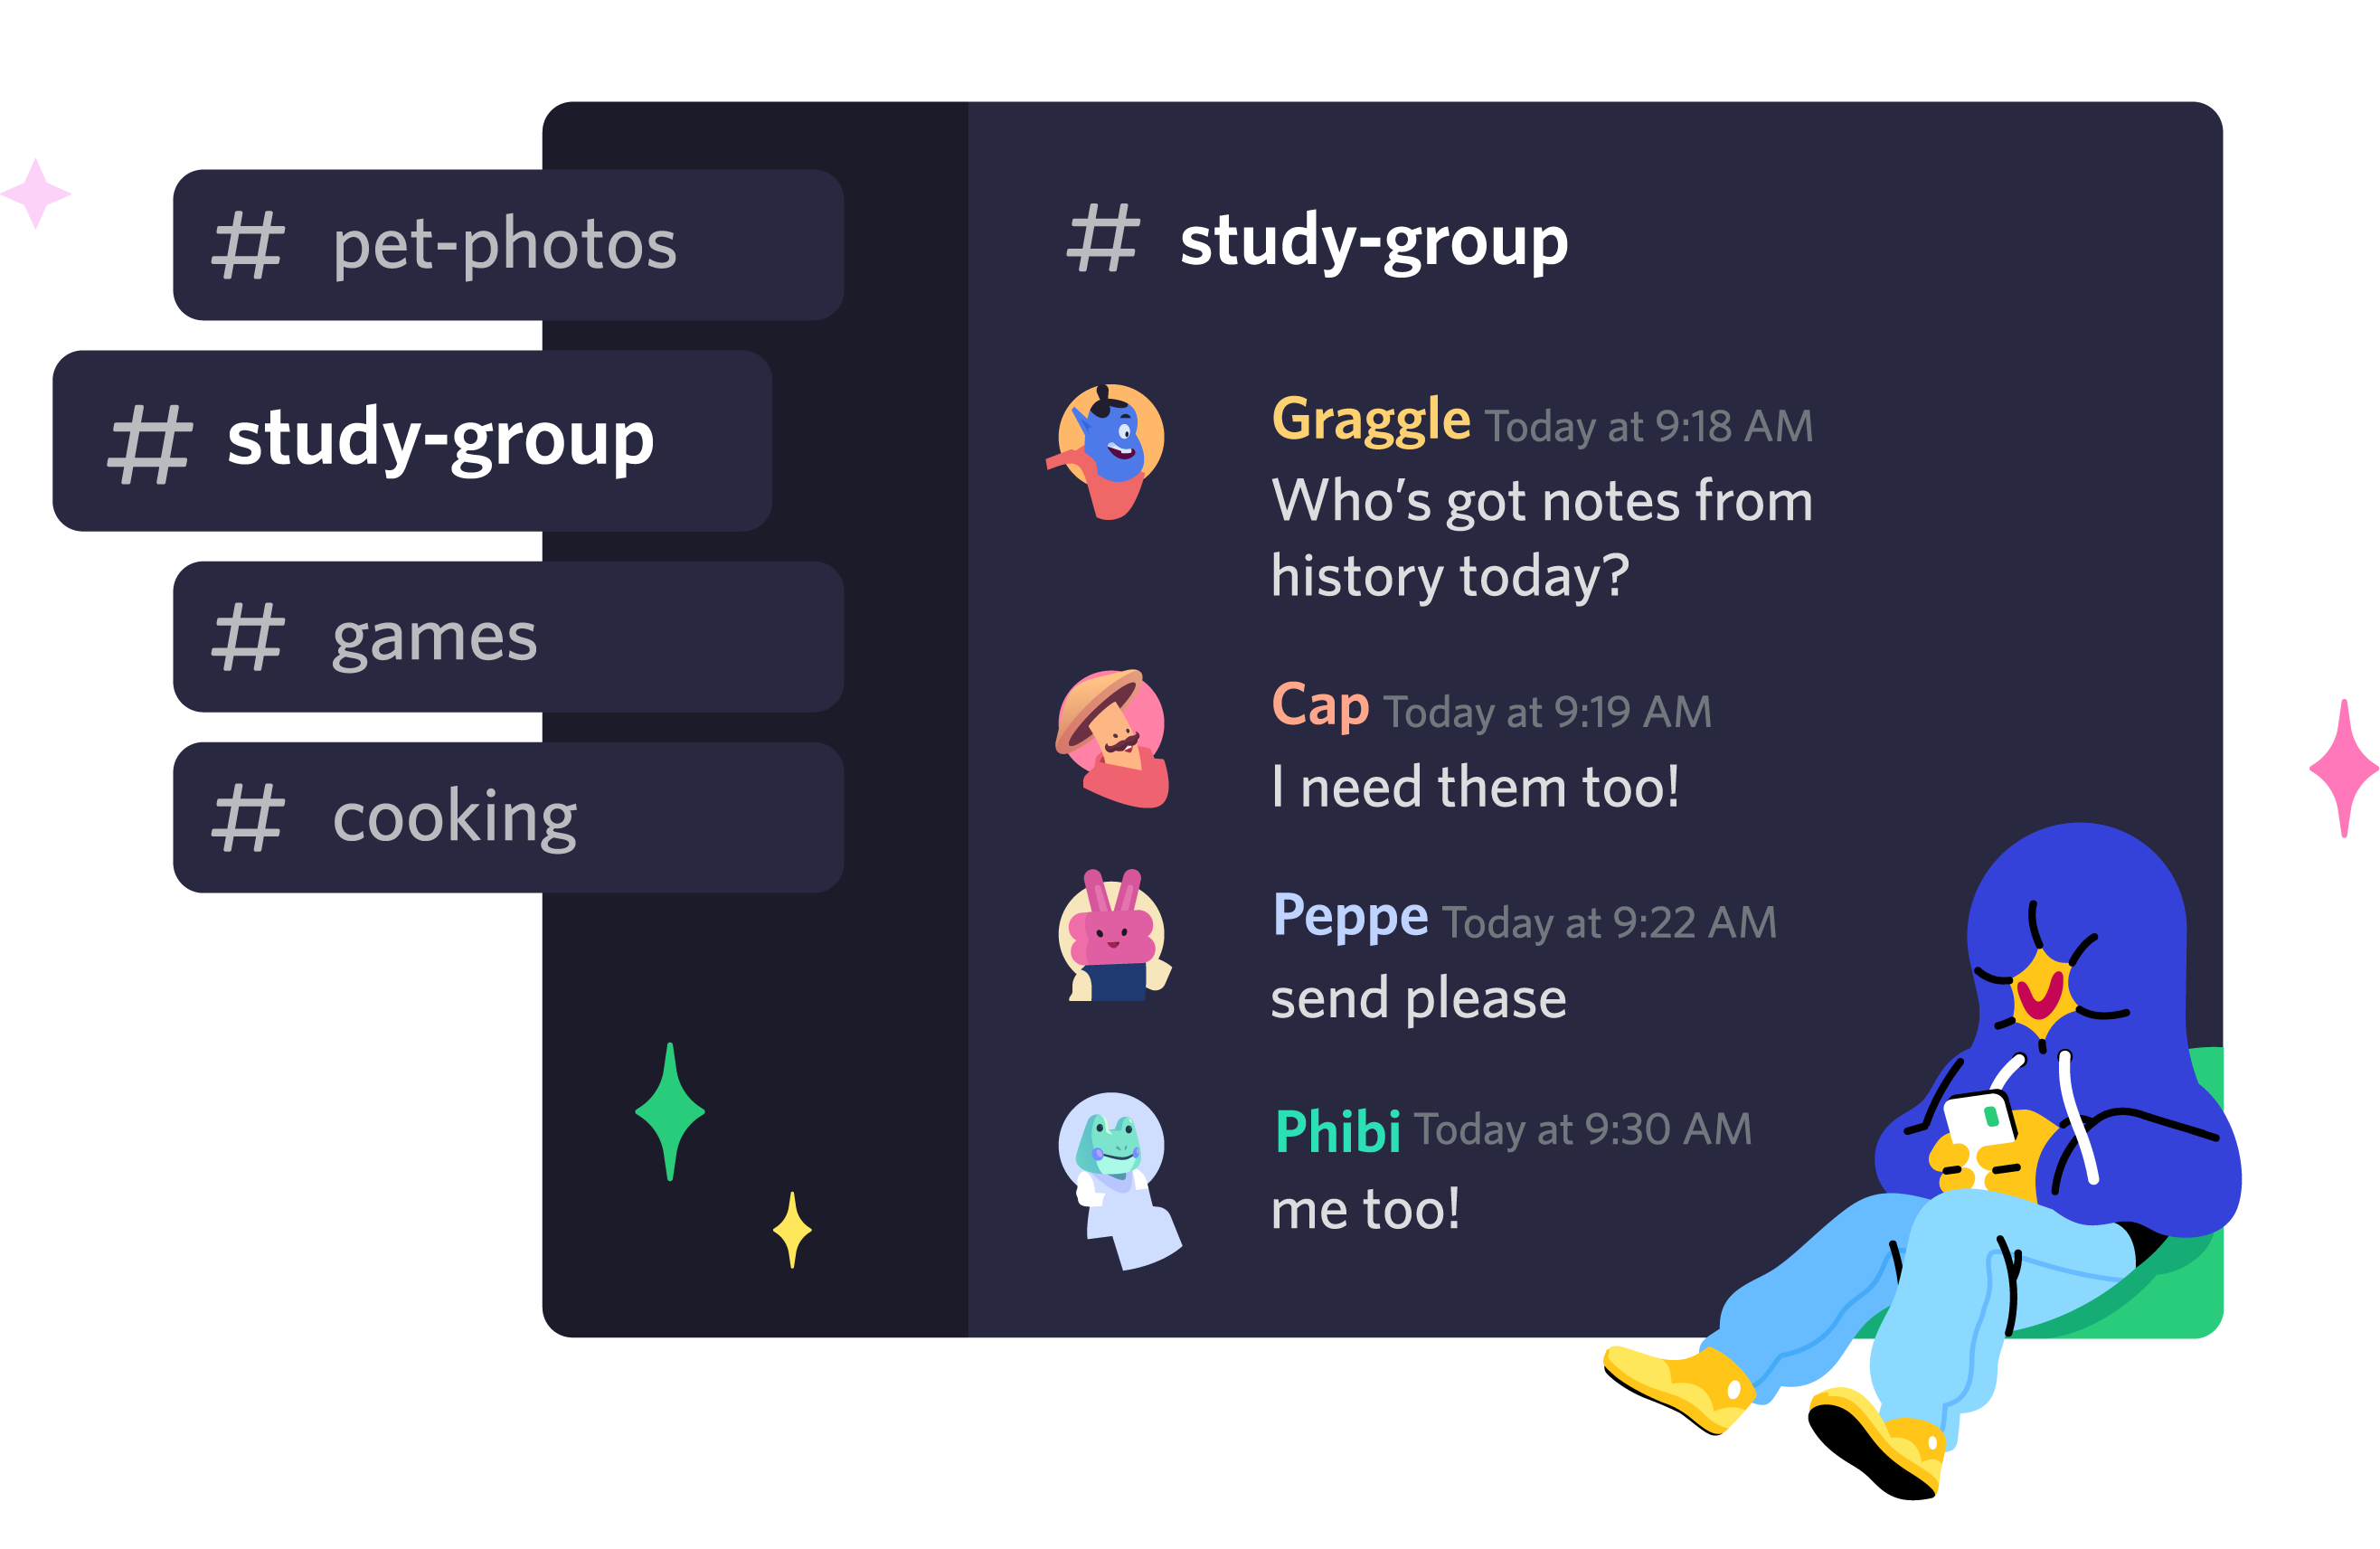 # pet-photos
# study-group
# games
# cooking
# study-group
Graggle Today at 9:18 AM
Who's got notes from
history today?
Cap Today at 9:19 AM
I need them too!
Peppe Today at 9:22 AM
send please
Phibi Today at 9:30 AM
me too!